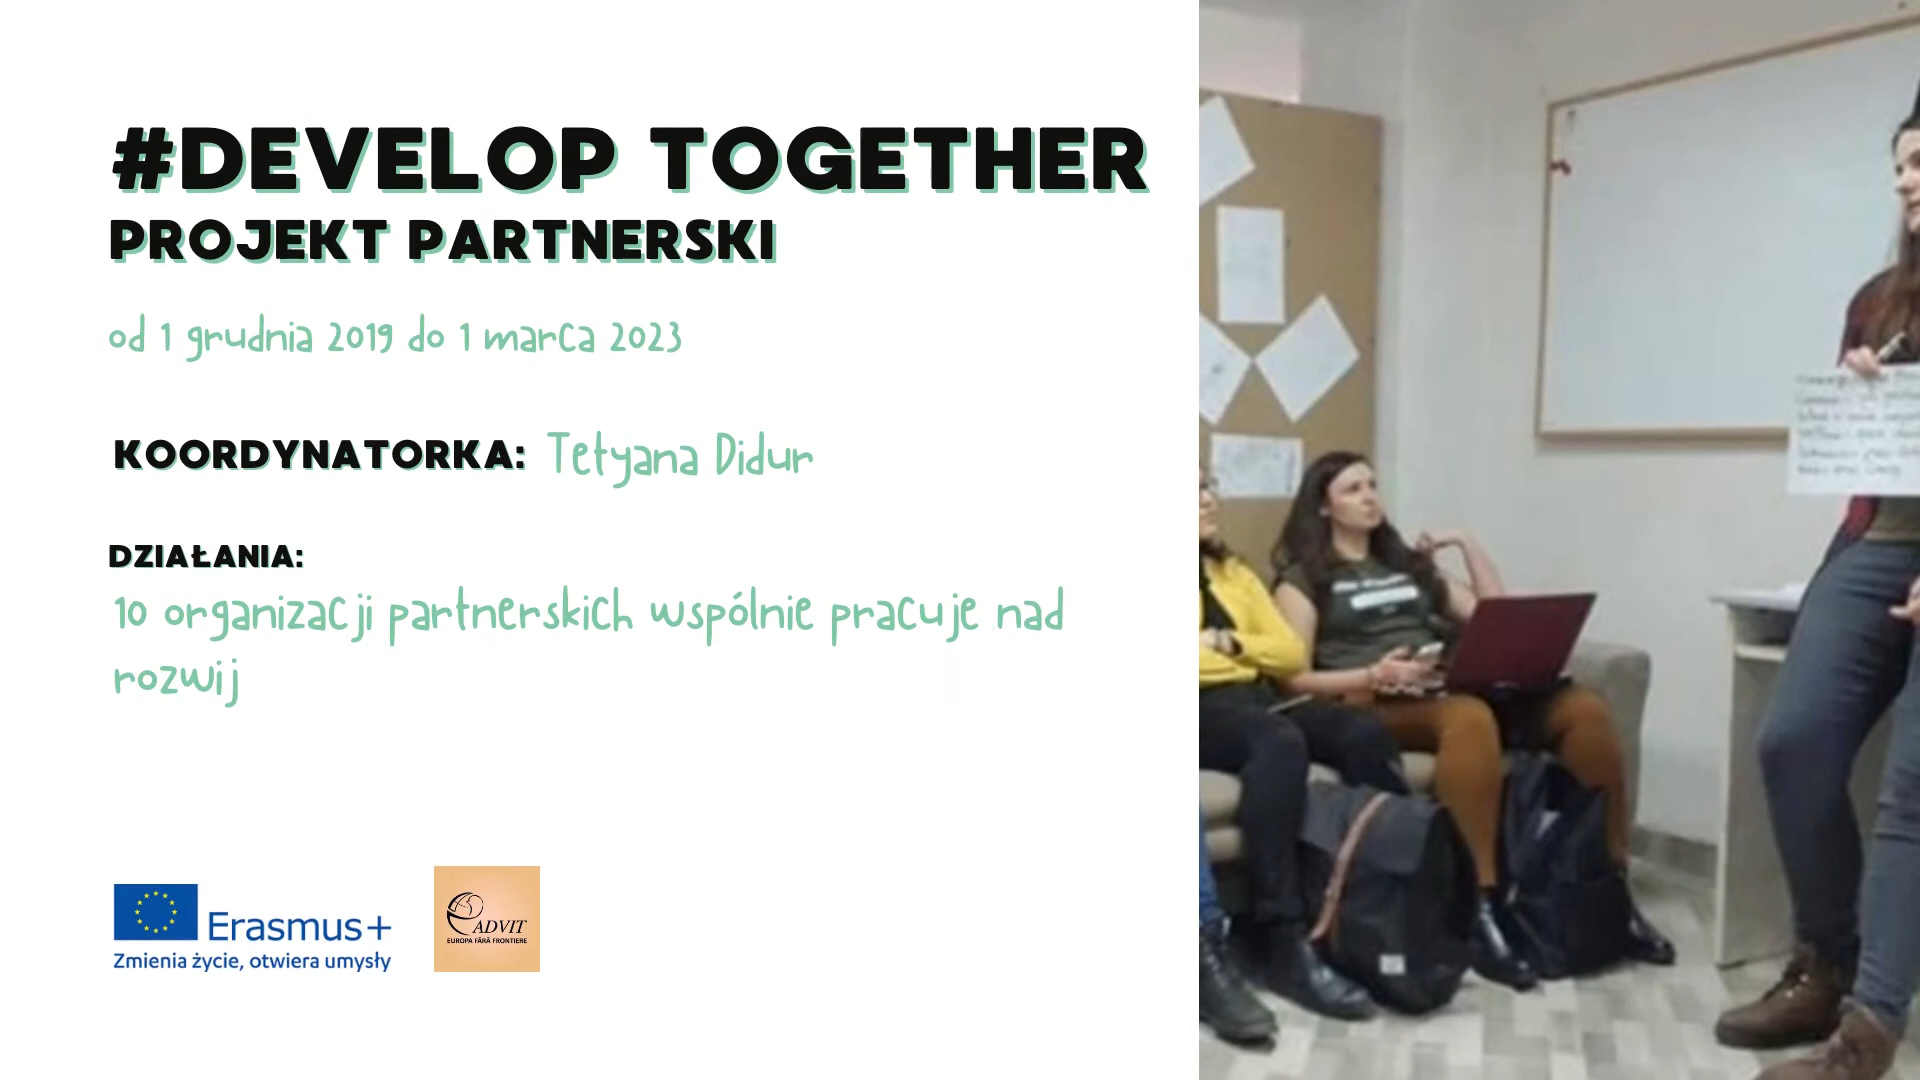 #DEVELOP TOGETHER
PROJEKT PARTNERSKI
od 1 grudnia 2019 do 1 marca 2023
KOORDYNATORKA: Tetyana Didur
DZIAŁANIA:
10 organizacji partnerskich wspólnie pracuje nad
rozwij
Erasmus+
Zmienia życie, otwiera umysły
ADVIT
EUROPA FĂRĂ FRONTIERE